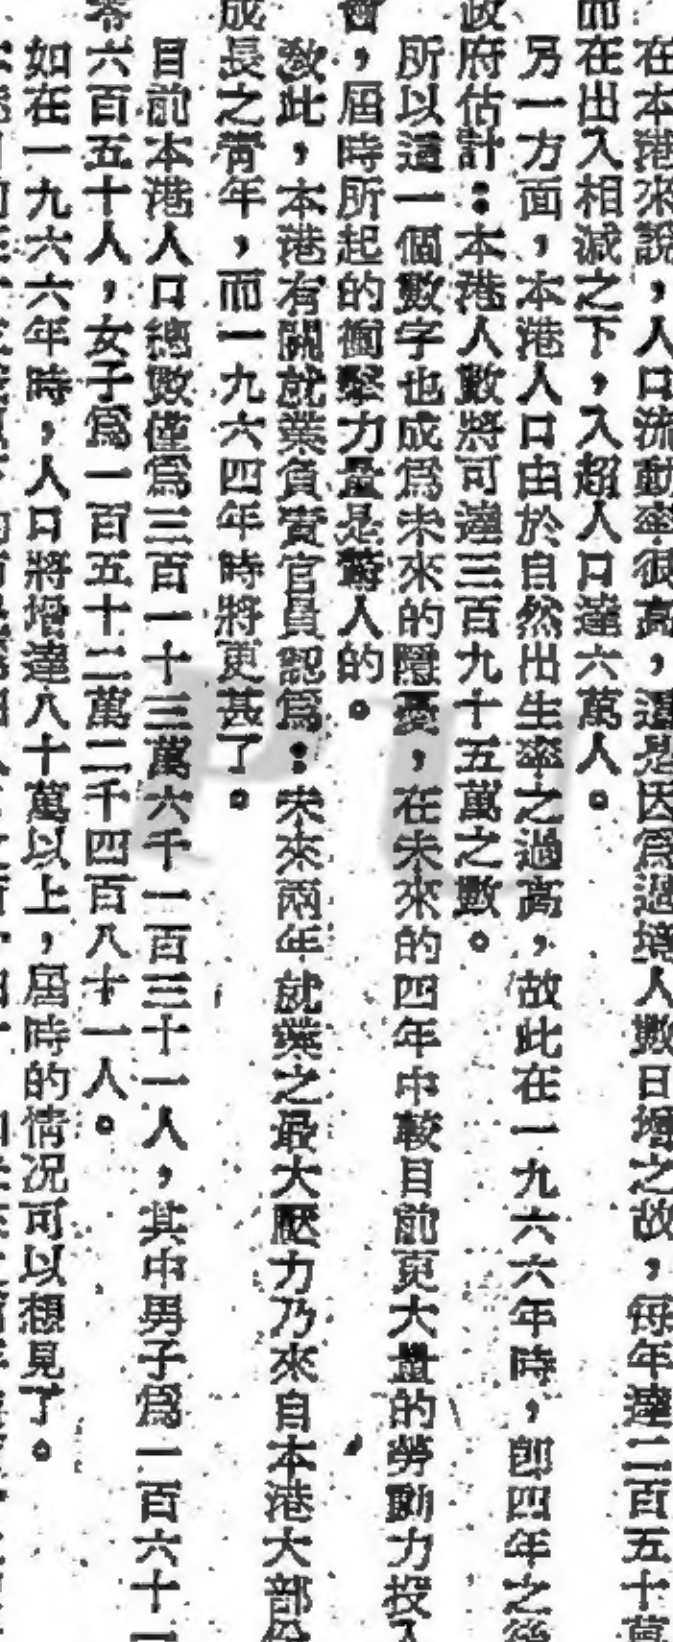 在本港來說，人口流動率很高，這是因爲過境人數日增之故，每年達二百五十萬
而在出入相減之下，入超人口達六萬人。
另一方面，本港人口由於自然出生率之過高，故此在一九六六年時，卽四年之後
政府估計：本港人數將可達三百九十五萬之數。
所以這一個數字也成爲未來的隱憂，在未來的四年中較目前更大量的勞動力投入
會，屆時所起的衝擊力量是驚人的。
故此，本港有關就業負責官員認爲：未來兩年就業之最大壓力乃來自本港大部份
成長之靑年，而一九六四年時將更甚了。
目前本港人口總數僅爲三百一十三萬六千一百三十一人，其中男子爲一百六十一
零六百五十人，女子爲一百五十二萬二千四百八十一人。
如在一九六六年時，人口將增達八十萬以上，屆時的情况可以想見了。